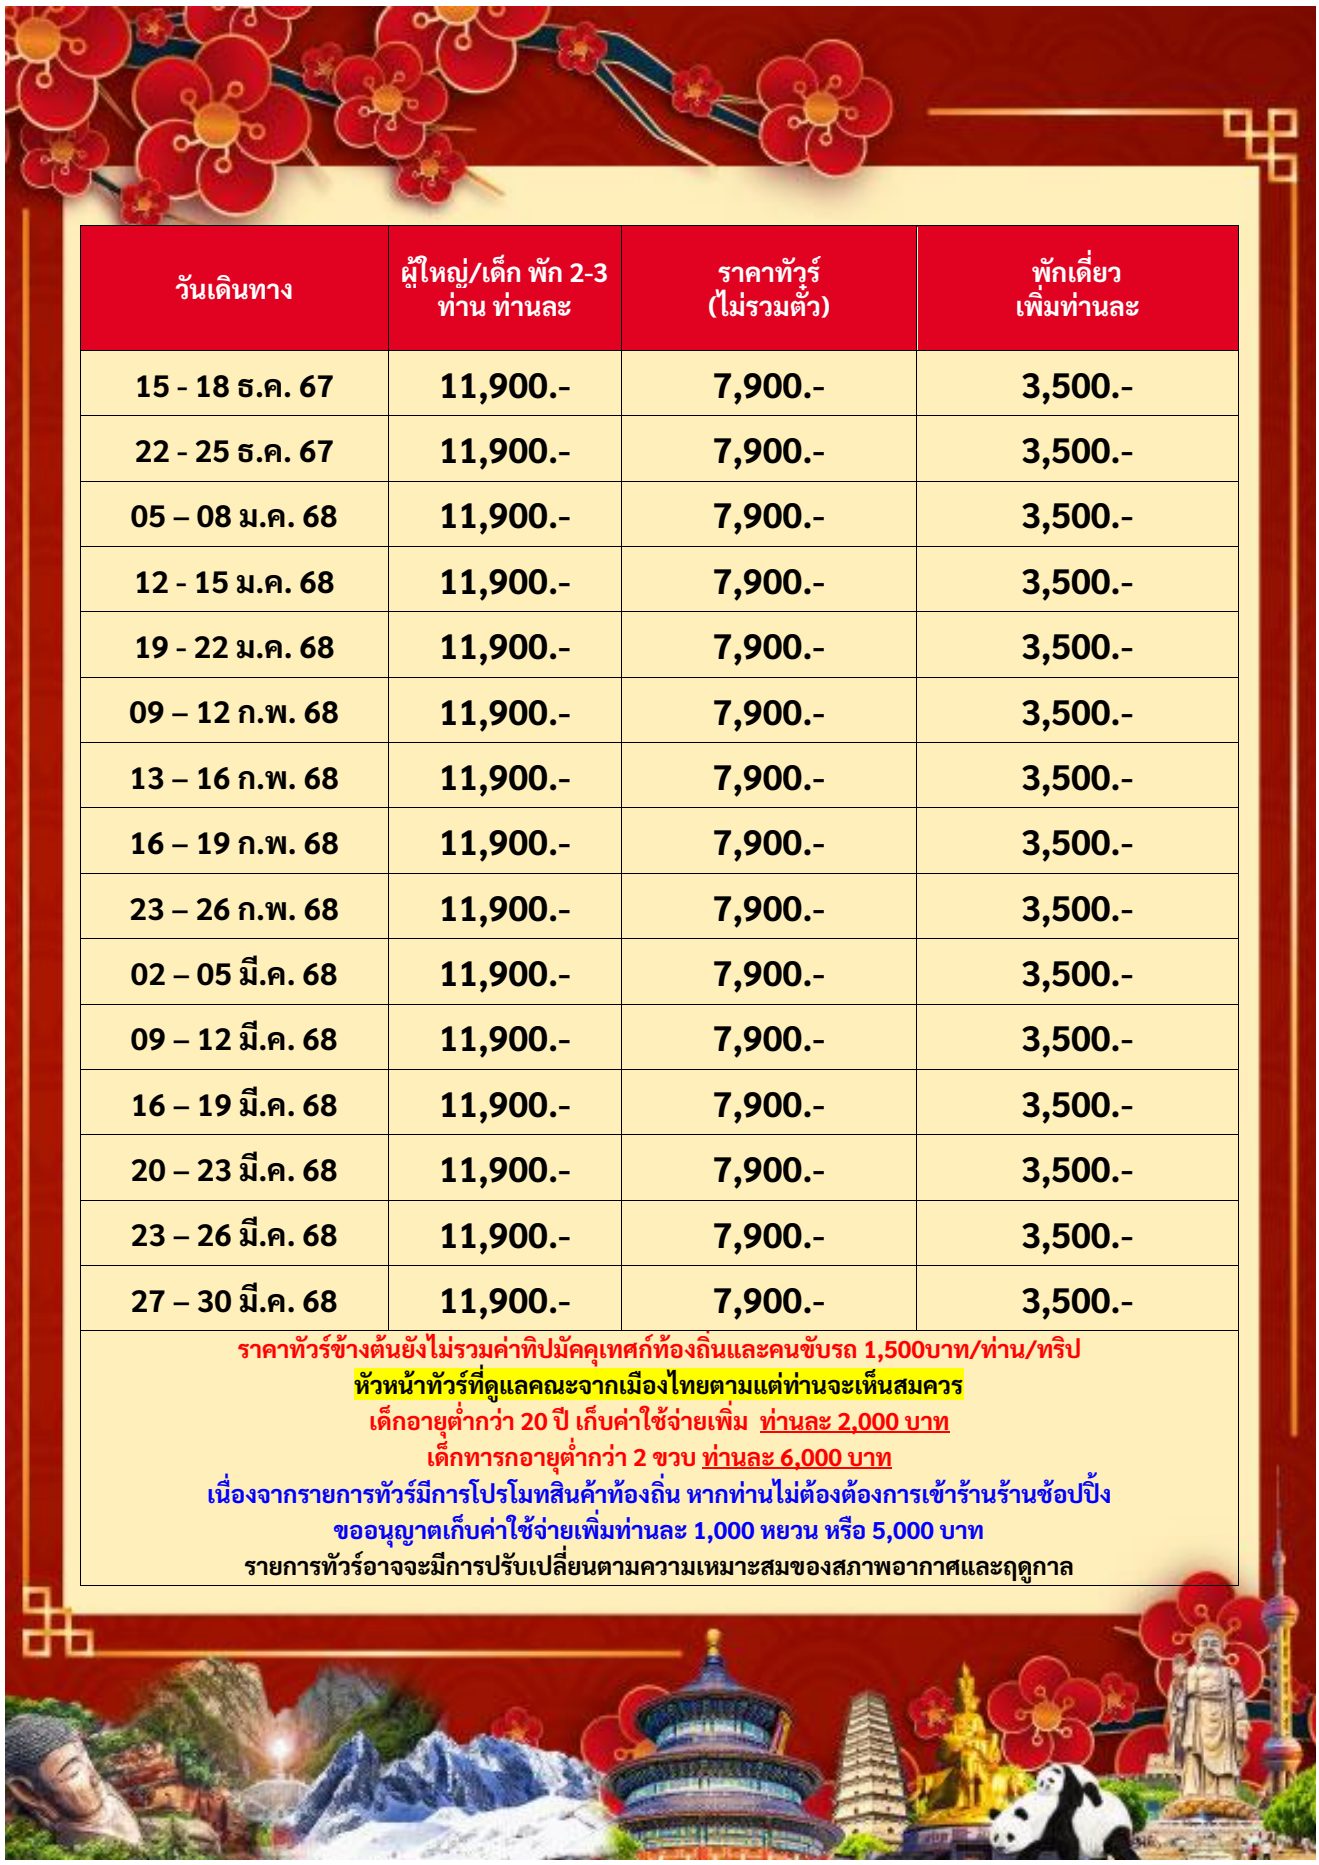 วันเดินทาง
ผู้ใหญ่/เด็ก พัก 2-3
ท่าน ท่านละ
ราคาทัวร์
(ไม่รวมตั๋ว)
พักเดี่ยว
เพิ่มท่านละ
15 - 18 ธ.ค. 67 11,900.- 7,900.- 3,500.-
22 - 25 ธ.ค. 67 11,900.- 7,900.- 3,500.-
05 – 08 ม.ค. 68 11,900.- 7,900.- 3,500.-
12 - 15 ม.ค. 68 11,900.- 7,900.- 3,500.-
19 - 22 ม.ค. 68 11,900.- 7,900.- 3,500.-
09 – 12 ก.พ. 68 11,900.- 7,900.- 3,500.-
13 – 16 ก.พ. 68 11,900.- 7,900.- 3,500.-
16 – 19 ก.พ. 68 11,900.- 7,900.- 3,500.-
23 – 26 ก.พ. 68 11,900.- 7,900.- 3,500.-
02 – 05 มี.ค. 68 11,900.- 7,900.- 3,500.-
09 – 12 มี.ค. 68 11,900.- 7,900.- 3,500.-
16 – 19 มี.ค. 68 11,900.- 7,900.- 3,500.-
20 – 23 มี.ค. 68 11,900.- 7,900.- 3,500.-
23 – 26 มี.ค. 68 11,900.- 7,900.- 3,500.-
27 – 30 มี.ค. 68 11,900.- 7,900.- 3,500.-
ราคาทัวร์ข้างต้นยังไม่รวมค่าทิปมัคคุเทศก์ท้องถิ่นและคนขับรถ 1,500บาท/ท่าน/ทริป
หัวหน้าทัวร์ที่ดูแลคณะจากเมืองไทยตามแต่ท่านจะเห็นสมควร
เด็กอายุต่ำกว่า 20 ปี เก็บค่าใช้จ่ายเพิ่ม ท่านละ 2,000 บาท
เด็กทารกอายุต่ำกว่า 2 ขวบ ท่านละ 6,000 บาท
เนื่องจากรายการทัวร์มีการโปรโมทสินค้าท้องถิ่น หากท่านไม่ต้องต้องการเข้าร้านร้านช้อปปิ้ง
ขออนุญาตเก็บค่าใช้จ่ายเพิ่มท่านละ 1,000 หยวน หรือ 5,000 บาท
รายการทัวร์อาจจะมีการปรับเปลี่ยนตามความเหมาะสมของสภาพอากาศและฤดูกาล